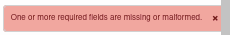 One or more required fields are missing or malformed. ×